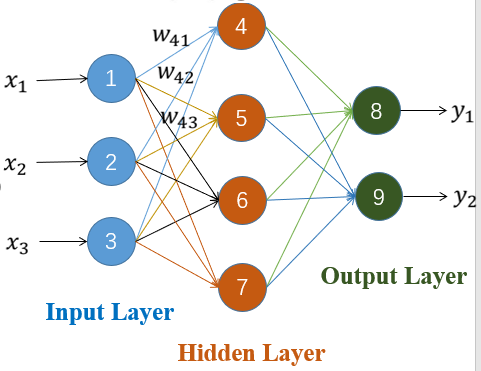 w41
4
x1
1
w42
w43
5
8
y1
x2
2
6
9
y2
x3
3
7
Output Layer
Input Layer
Hidden Layer